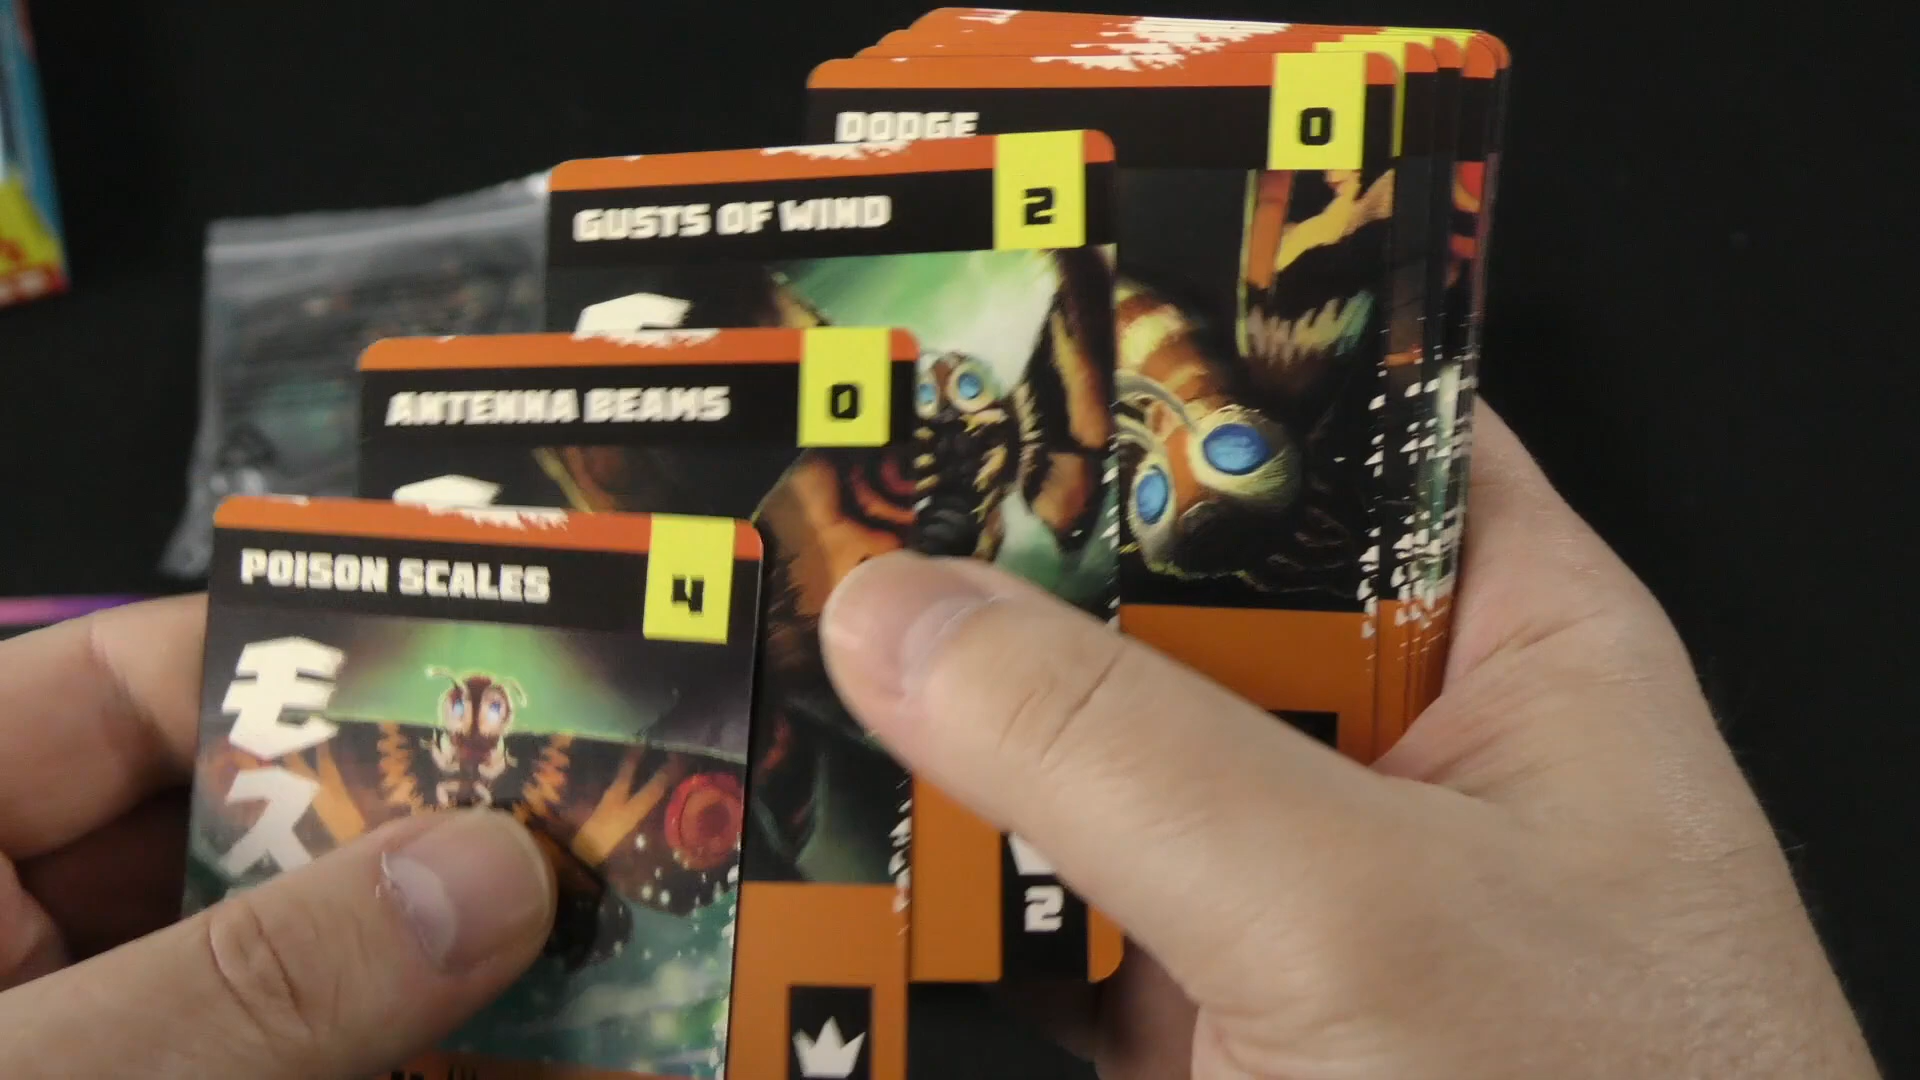 DODGE
0
GUSTS OF WIND
2
ANTENNA BEAMS
0
POISON SCALES
4
モス
2